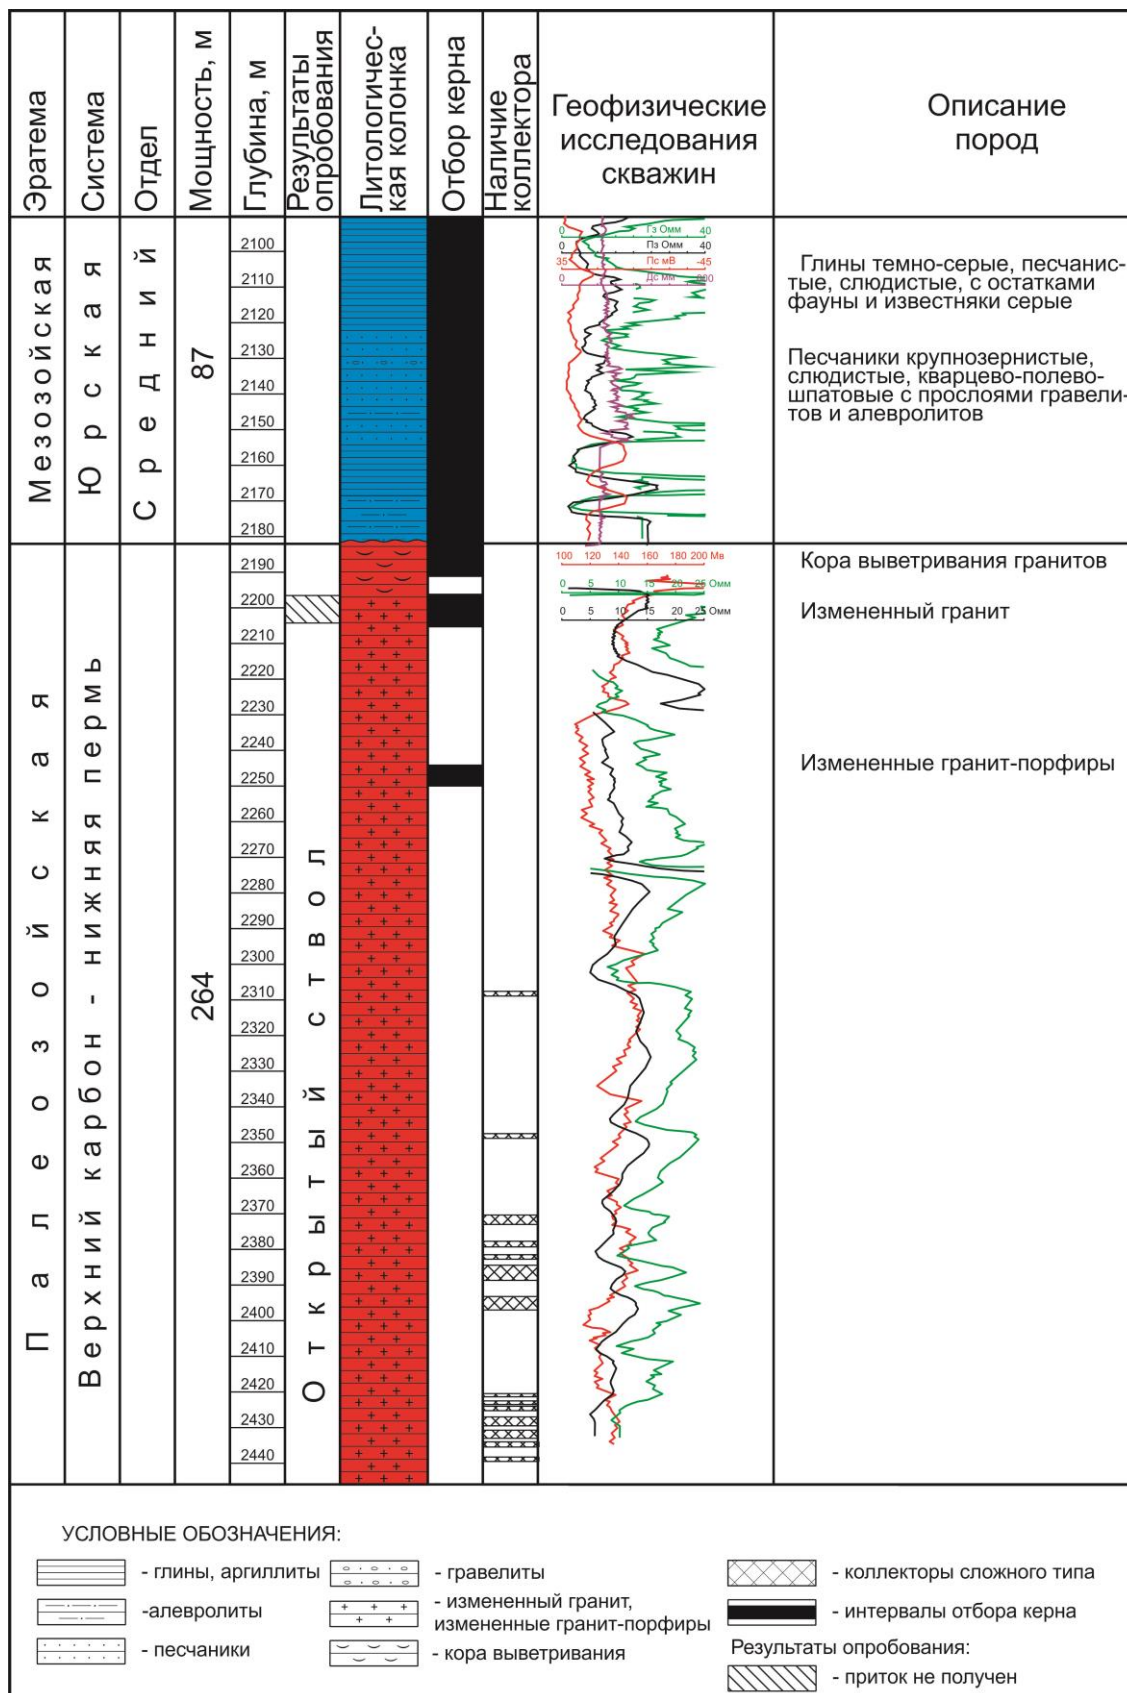 Эратема
Система
Отдел
Мощность, м
Глубина, м
Результаты
опробования
Литологичес-
кая колонка
Отбор керна
Наличие
коллектора
Геофизические
исследования
скважин
Описание
пород
Мезозойская
Юрская
Средний
87
2100
2110
2120
2130
2140
2150
2160
2170
2180
0 Гз Омм 40
0 Пз Омм 40
35 Пс мВ -45
0 Дс мм
Глины темно-серые, песчанис-
тые, слюдистые, с остатками
фауны и известняки серые
Песчаники крупнозернистые,
слюдистые, кварцево-полево-
шпатовые с прослоями гравели-
тов и алевролитов
Палеозойская
Верхний карбон - нижняя пермь
264
2190
2200
2210
2220
2230
2240
2250
2260
2270
2280
2290
2300
2310
2320
2330
2340
2350
2360
2370
2380
2390
2400
2410
2420
2430
2440
Открытый ствол
100 120 140 160 180 200 Мв
0 5 10 15 20 25 Омм
0 5 10 15 20 25 Омм
Кора выветривания гранитов
Измененный гранит
Измененные гранит-порфиры
УСЛОВНЫЕ ОБОЗНАЧЕНИЯ:
- глины, аргиллиты
-алевролиты
- песчаники
- гравелиты
- измененный гранит,
измененные гранит-порфиры
- кора выветривания
- коллекторы сложного типа
- интервалы отбора керна
Результаты опробования:
- приток не получен